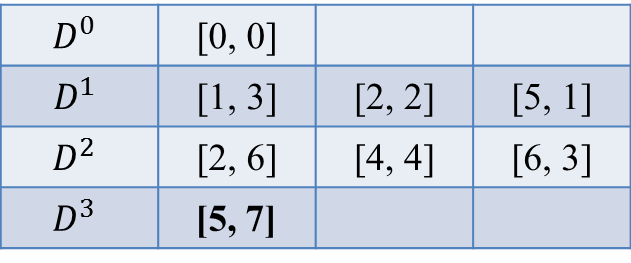 D⁰ [0, 0]
D¹ [1, 3] [2, 2] [5, 1]
D² [2, 6] [4, 4] [6, 3]
D³ [5, 7]